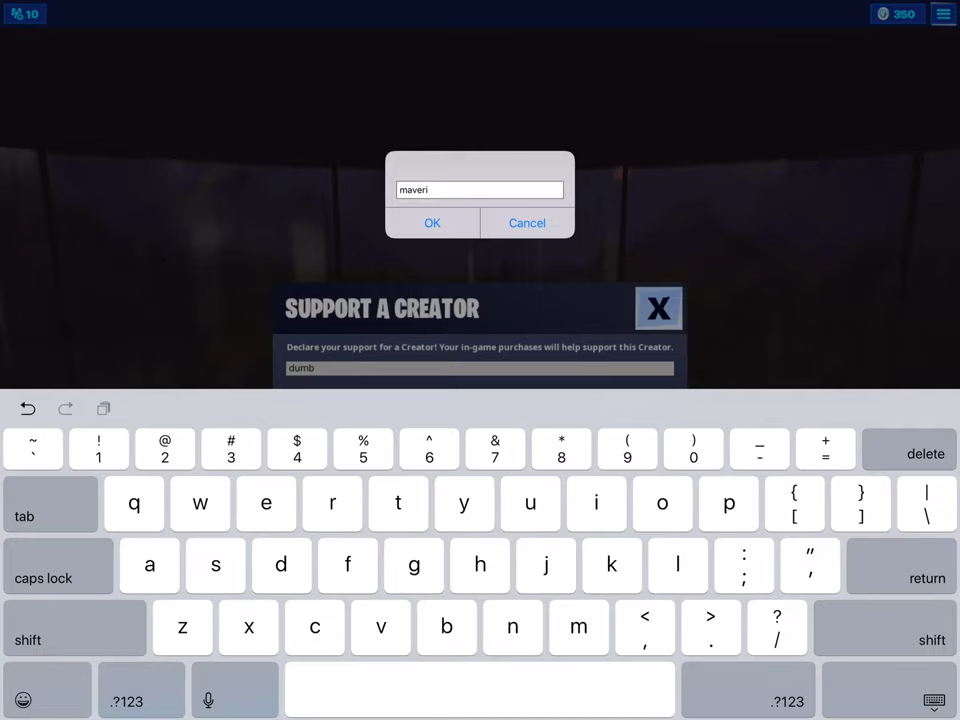 10
350
maveri
OK Cancel
SUPPORT A CREATOR X
Declare your support for a Creator! Your in-game purchases will help support this Creator.
dumb
~ ! @ # $ % ^ & * ( ) _ +
` 1 2 3 4 5 6 7 8 9 0 - = delete
tab q w e r t y u i o p { [ } ] | \
caps lock a s d f g h j k l : ; " ' return
shift z x c v b n m < , > . ? / shift
.?123 .?123